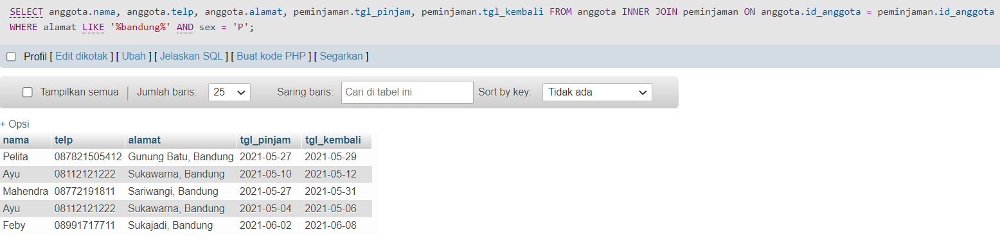 SELECT anggota.nama, anggota.telp, anggota.alamat, peminjaman.tgl_pinjam, peminjaman.tgl_kembali FROM anggota INNER JOIN peminjaman ON anggota.id_anggota = peminjaman.id_anggota
WHERE alamat LIKE '%bandung%' AND sex = 'P';
Profil [ Edit dikotak ] [ Ubah ] [ Jelaskan SQL ] [ Buat kode PHP ] [ Segarkan ]
Tampilkan semua | Jumlah baris: 25 Saring baris: Cari di tabel ini Sort by key: Tidak ada
+ Opsi
nama telp alamat tgl_pinjam tgl_kembali
Pelita 087821505412 Gunung Batu, Bandung 2021-05-27 2021-05-29
Ayu 08112121222 Sukawarna, Bandung 2021-05-10 2021-05-12
Mahendra 08772191811 Sariwangi, Bandung 2021-05-27 2021-05-31
Ayu 08112121222 Sukawarna, Bandung 2021-05-04 2021-05-06
Feby 08991717711 Sukajadi, Bandung 2021-06-02 2021-06-08